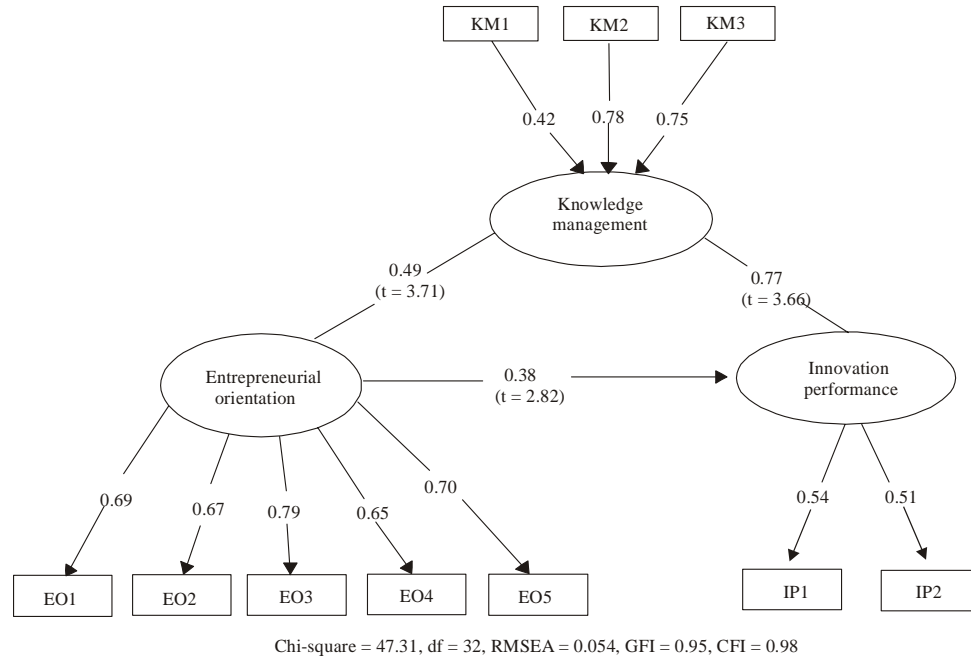 KM1
KM2
KM3
0.42
0.78
0.75
Knowledge
management
0.49
(t = 3.71)
0.77
(t = 3.66)
Entrepreneurial
orientation
0.38
(t = 2.82)
Innovation
performance
0.69
0.67
0.79
0.65
0.70
0.54
0.51
EO1
EO2
EO3
EO4
EO5
IP1
IP2
Chi-square = 47.31, df = 32, RMSEA = 0.054, GFI = 0.95, CFI = 0.98